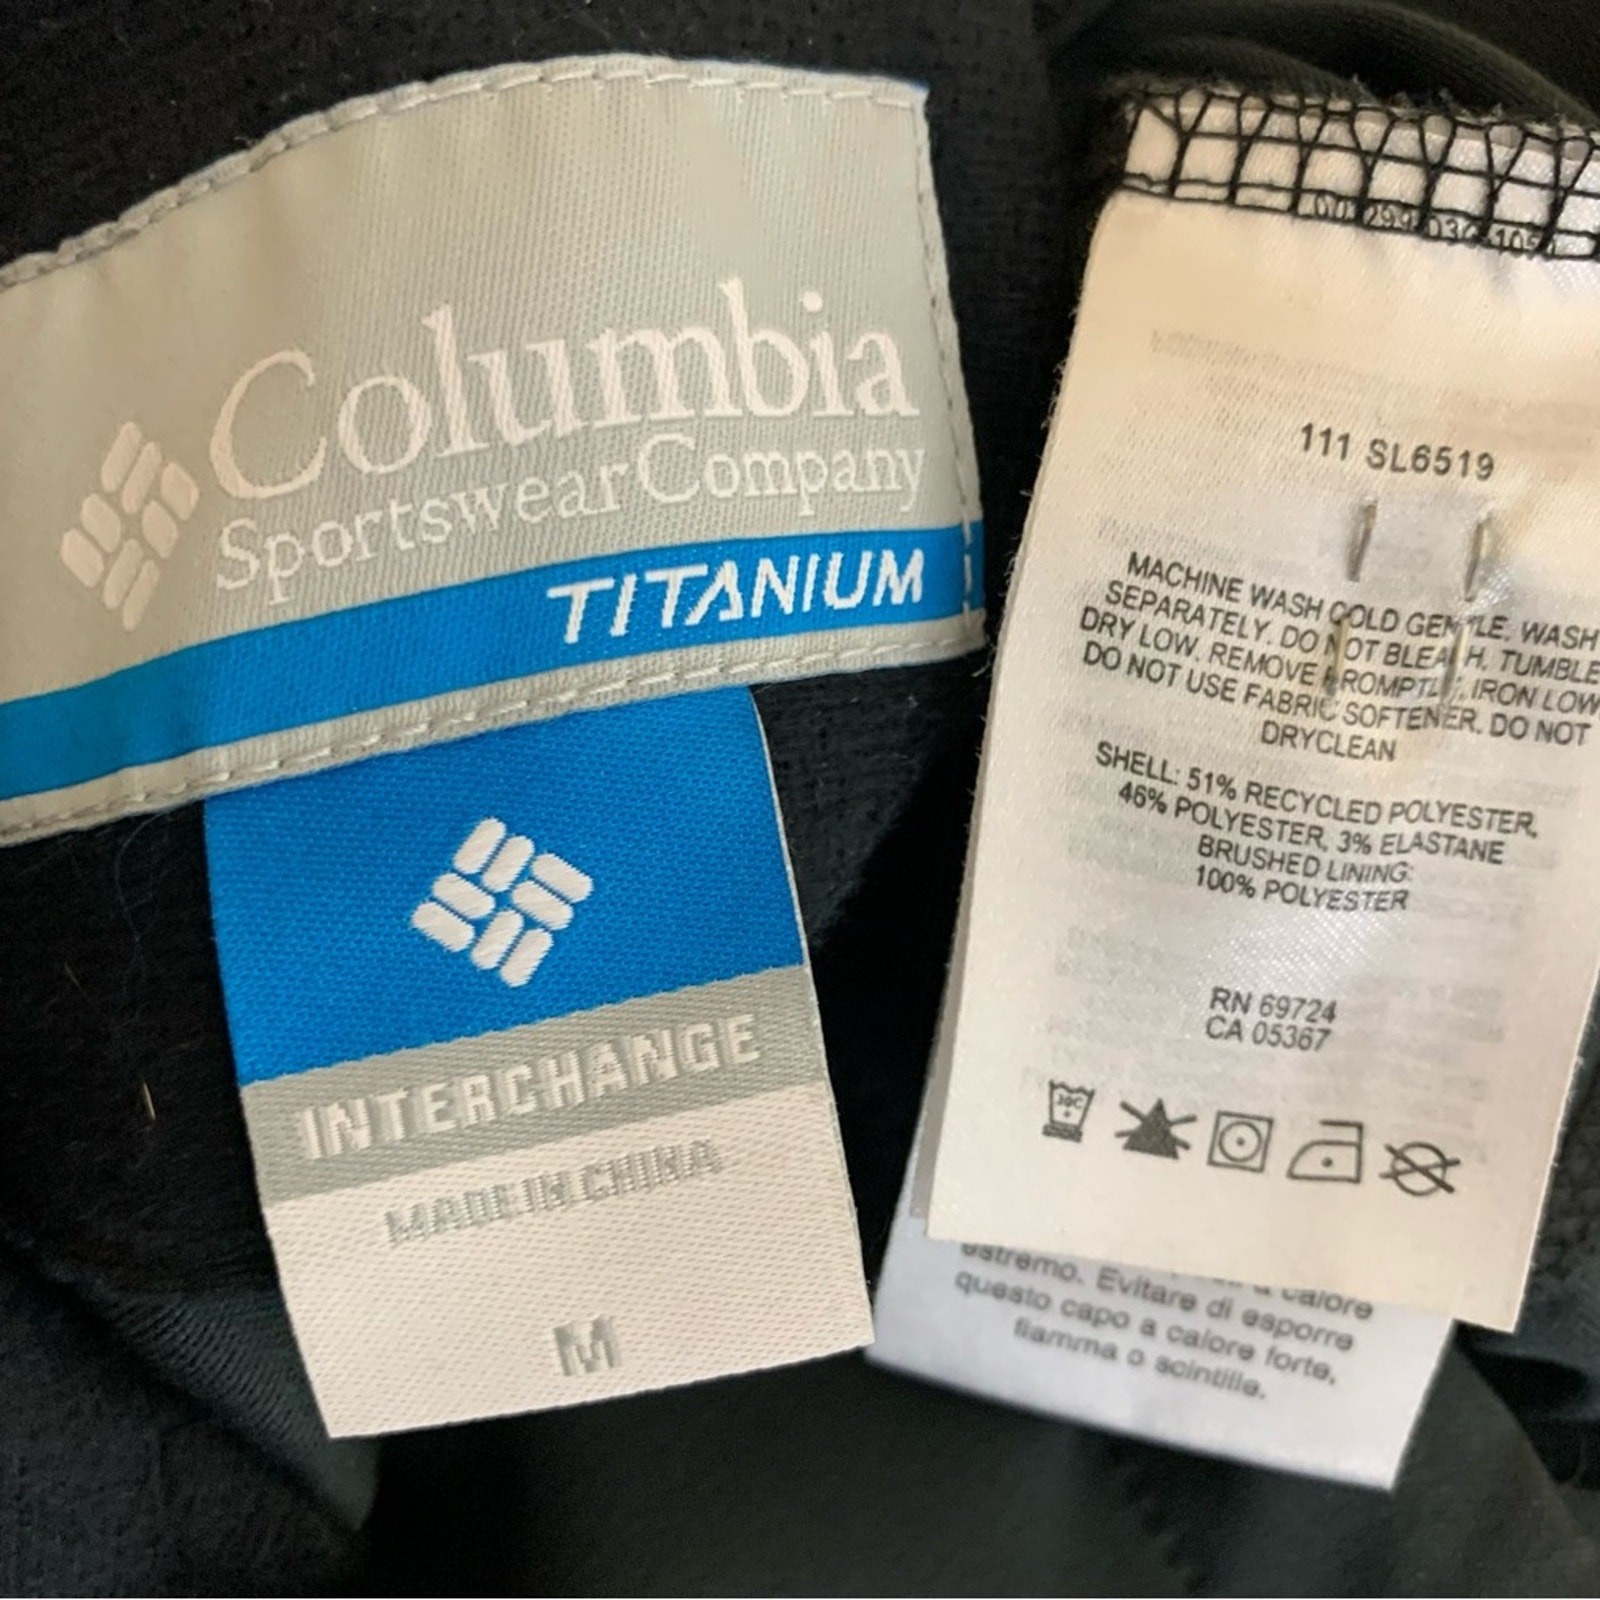 Columbia
Sportswear Company
TITANIUM
INTERCHANGE
MADE IN CHINA
M
111 SL6519
MACHINE WASH COLD GENTLE. WASH
SEPARATELY. DO NOT BLEACH. TUMBLE
DRY LOW. REMOVE PROMPTLY. IRON LOW
DO NOT USE FABRIC SOFTENER. DO NOT
DRYCLEAN
SHELL: 51% RECYCLED POLYESTER,
46% POLYESTER, 3% ELASTANE
BRUSHED LINING:
100% POLYESTER
RN 69724
CA 05367
30C
estremo. Evitare di esporre
questo capo a calore forte,
fiamma o scintille.